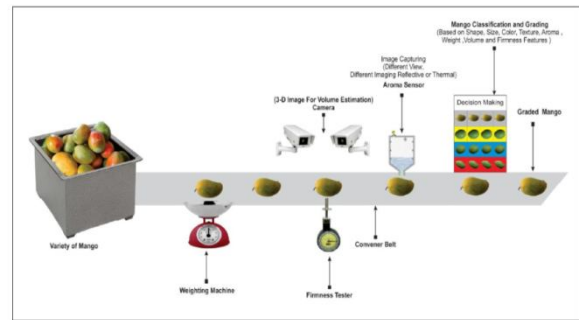 Mango Classification and Grading
(Based on Shape, Size, Color, Texture, Aroma ,
Weight ,Volume and Firmness Features )
Image Capturing
(Different View,
Different Imaging Reflective or Thermal)
Aroma Sensor
(3-D Image For Volume Estimation)
Camera
Decision Making
Graded Mango
Variety of Mango
Weighting Machine
Firmness Tester
Convener Belt